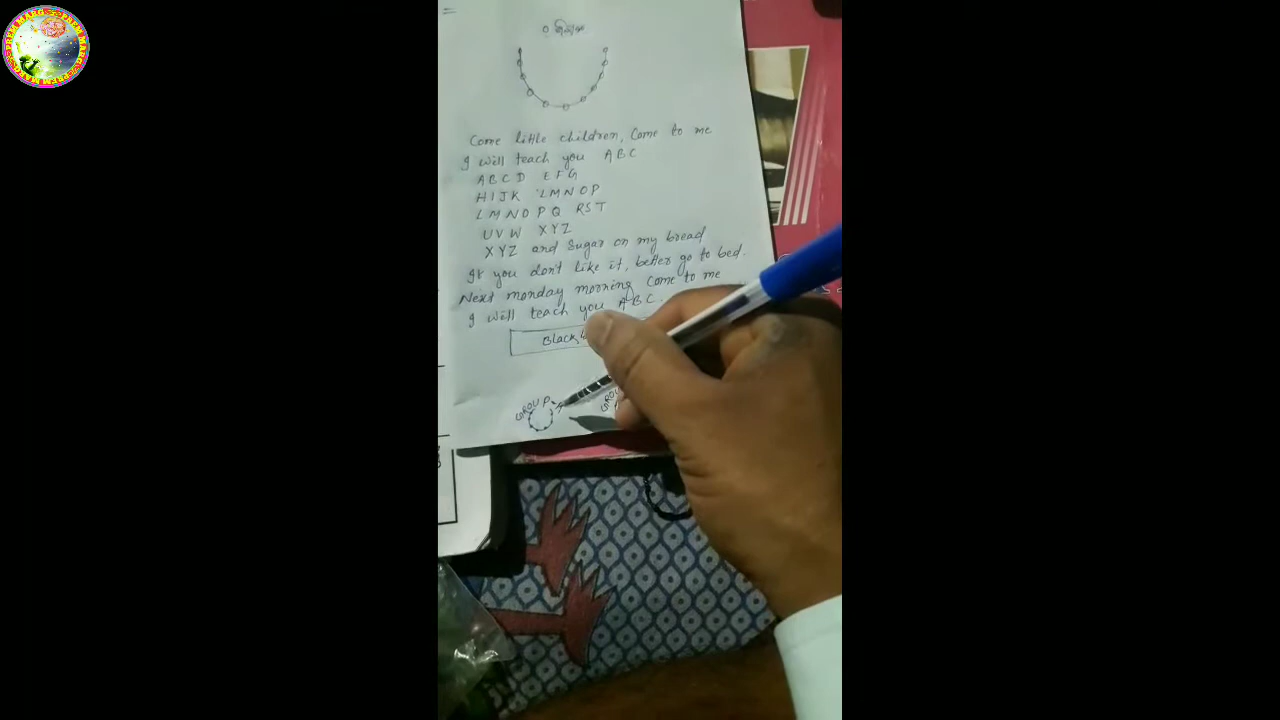 Come little children, Come to me
I will teach you ABC
ABCD EFG
HIJK LMNOP
LMNOPQ RST
UVW XYZ
XYZ and Sugar on my bread
If you don't like it, better go to bed.
Next monday morning come to me
I will teach you ABC.
Black
GROUP